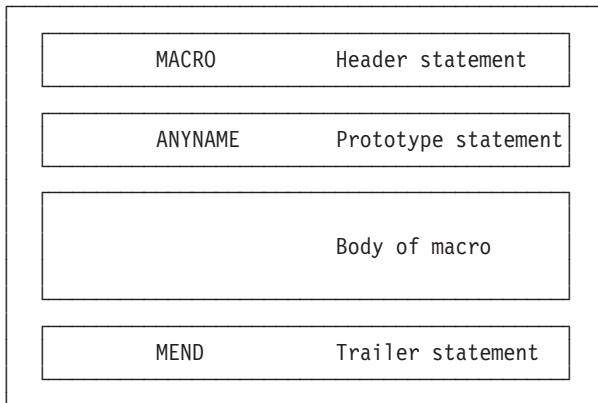 MACRO Header statement
ANYNAME Prototype statement
Body of macro
MEND Trailer statement